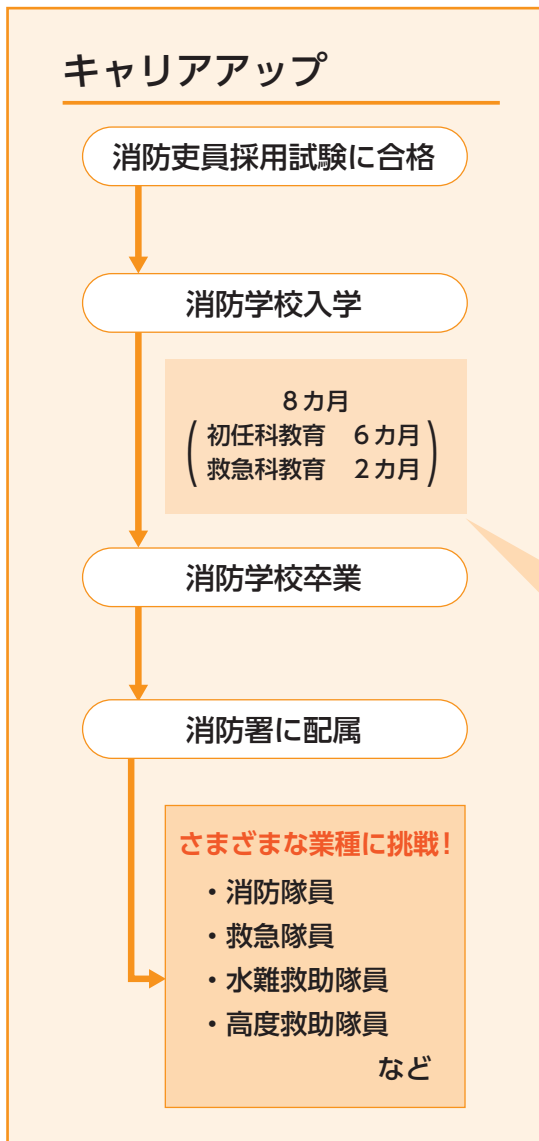 キャリアアップ
消防吏員採用試験に合格
消防学校入学
８カ月
(初任科教育　６カ月
救急科教育　２カ月)
消防学校卒業
消防署に配属
さまざまな業種に挑戦！
・消防隊員
・救急隊員
・水難救助隊員
・高度救助隊員
など